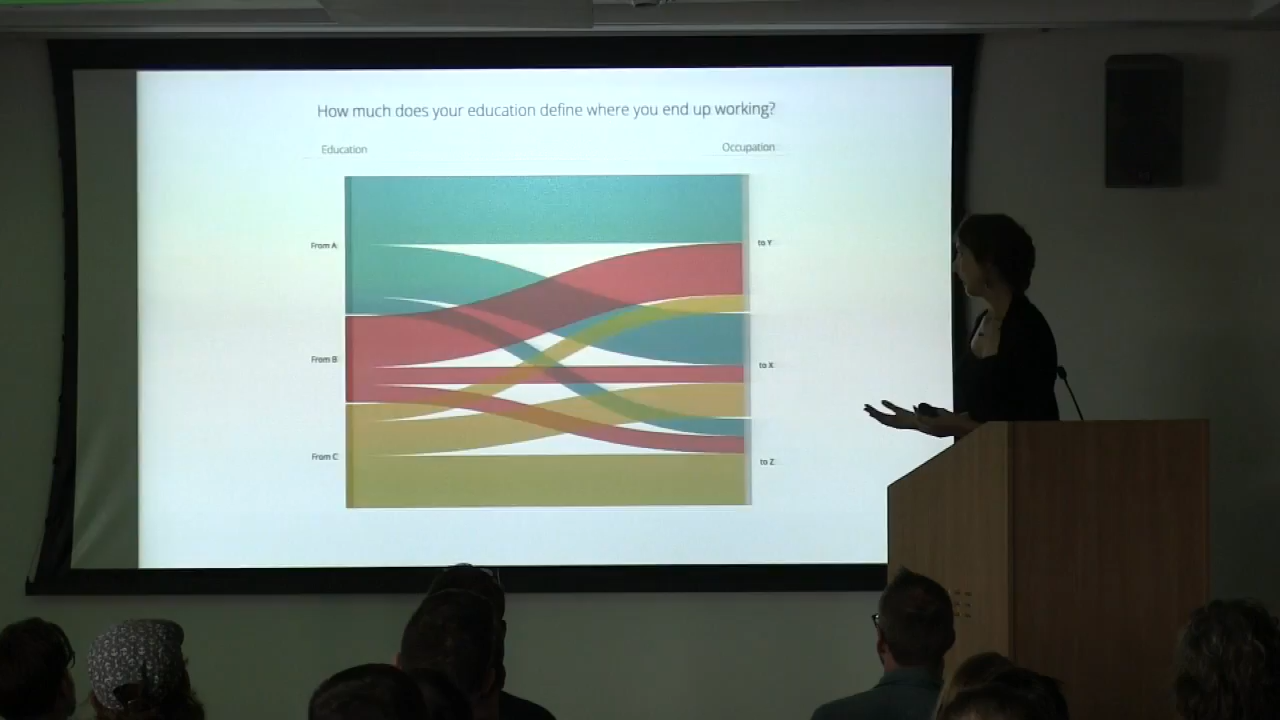 How much does your education define where you end up working?
Education
Occupation
From A
to Y
From B
to X
From C
to Z